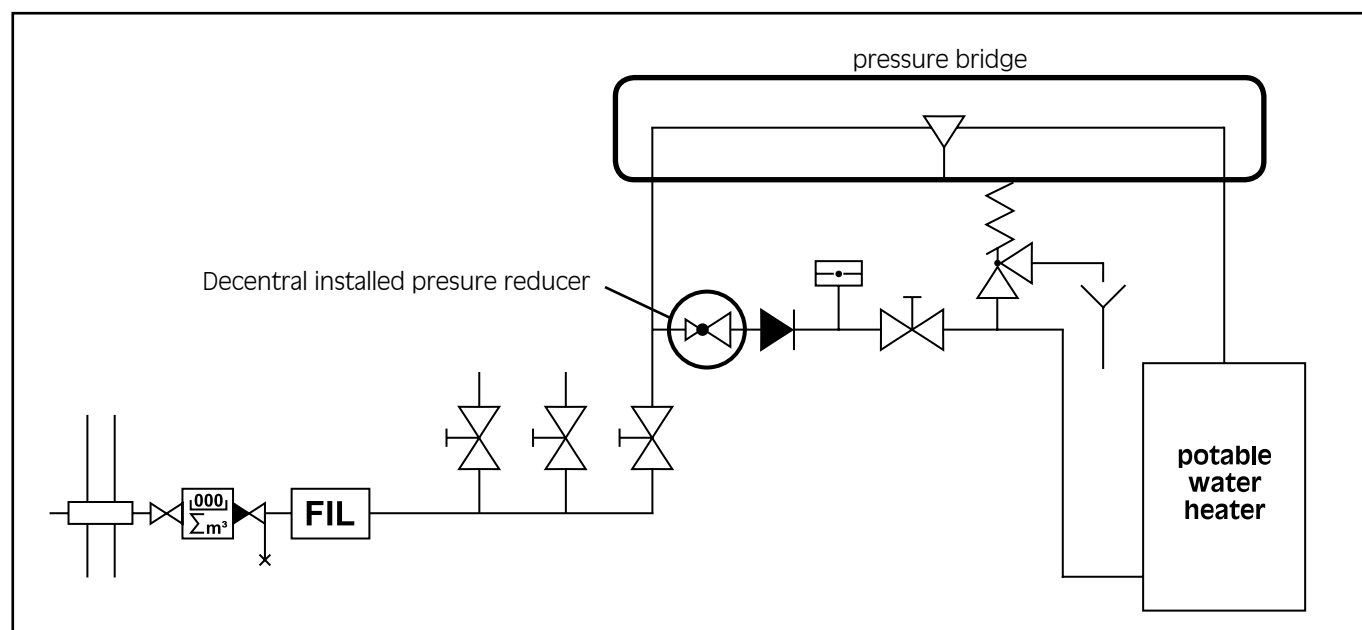 pressure bridge
Decentral installed presure reducer
000
∑m³
FIL
potable
water
heater